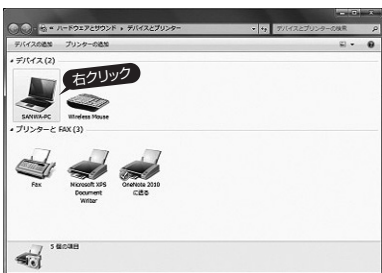 ハードウェアとサウンド ▸ デバイスとプリンター
デバイスとプリンターの検索
デバイスの追加 プリンターの追加
デバイス (2)
右クリック
SANWA-PC
Wireless Mouse
プリンターと FAX (3)
Fax
Microsoft XPS
Document
Writer
OneNote 2010
に送る
5 個の項目